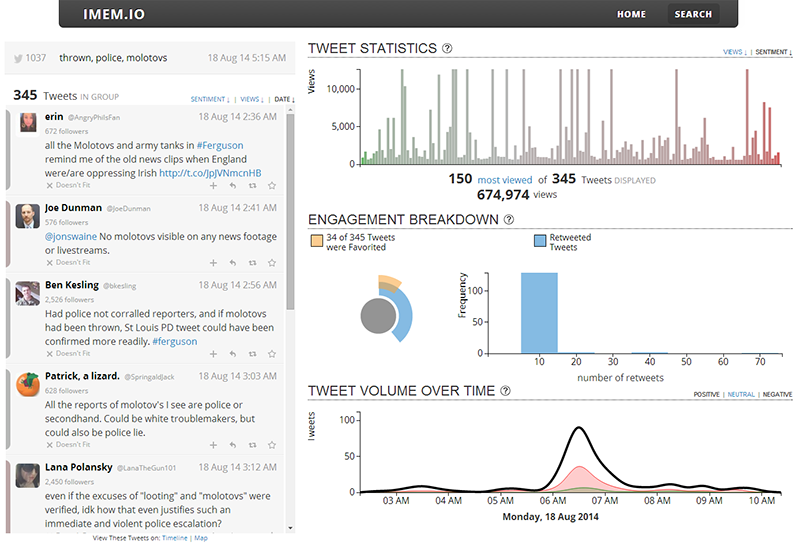 IMEM.IO
HOME
SEARCH
1037 thrown, police, molotovs 18 Aug 14 5:15 AM
345 Tweets IN GROUP
SENTIMENT ↓ | VIEWS ↓ | DATE ↓
erin @AngryPhilsFan 18 Aug 14 2:36 AM
672 followers
all the Molotovs and army tanks in #Ferguson
remind me of the old news clips when England
were/are oppressing Irish http://t.co/JpJVNmcnHB
Doesn't Fit
Joe Dunman @JoeDunman 18 Aug 14 2:41 AM
576 followers
@jonswaine No molotovs visible on any news footage
or livestreams.
Doesn't Fit
Ben Kesling @bkesling 18 Aug 14 2:56 AM
2,526 followers
Had police not corralled reporters, and if molotovs
had been thrown, St Louis PD tweet could have been
confirmed more readily. #ferguson
Doesn't Fit
Patrick, a lizard. @SpringaldJack 18 Aug 14 3:03 AM
628 followers
All the reports of molotov's I see are police or
secondhand. Could be white troublemakers, but
could also be police lie.
Doesn't Fit
Lana Polansky @LanaTheGun101 18 Aug 14 3:12 AM
2,450 followers
even if the excuses of "looting" and "molotovs" were
verified, idk how that even justifies such an
immediate and violent police escalation?
View These Tweets on: Timeline | Map
TWEET STATISTICS ?
VIEWS ↓ | SENTIMENT ↓
Views
10,000
5,000
0
150 most viewed of 345 Tweets DISPLAYED
674,974 views
ENGAGEMENT BREAKDOWN ?
34 of 345 Tweets
were Favorited
Retweeted
Tweets
Frequency
100
50
0
10 20 30 40 50 60 70
number of retweets
TWEET VOLUME OVER TIME ?
POSITIVE | NEUTRAL | NEGATIVE
Tweets
100
50
0
03 AM 04 AM 05 AM 06 AM 07 AM 08 AM 09 AM 10 AM
Monday, 18 Aug 2014